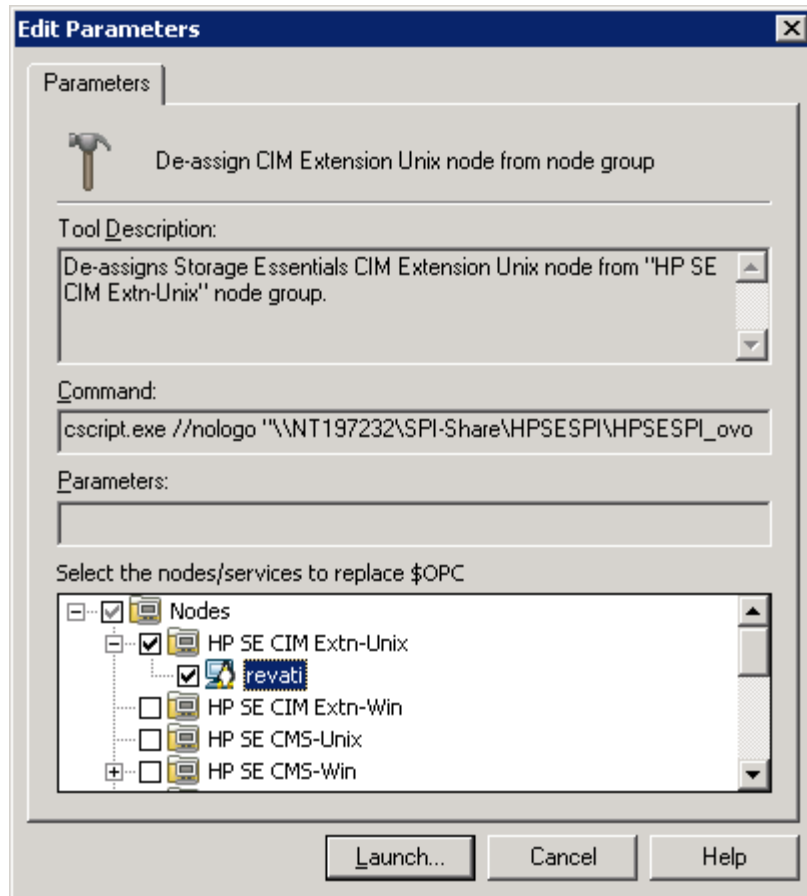 Edit Parameters
Parameters
De-assign CIM Extension Unix node from node group
Tool Description:
De-assigns Storage Essentials CIM Extension Unix node from "HP SE
CIM Extn-Unix" node group.
Command:
cscript.exe //nologo "\\NT197232\SPI-Share\HPSESPI\HPSESPI_ovo
Parameters:
Select the nodes/services to replace $OPC
Nodes
HP SE CIM Extn-Unix
revati
HP SE CIM Extn-Win
HP SE CMS-Unix
HP SE CMS-Win
Launch... Cancel Help